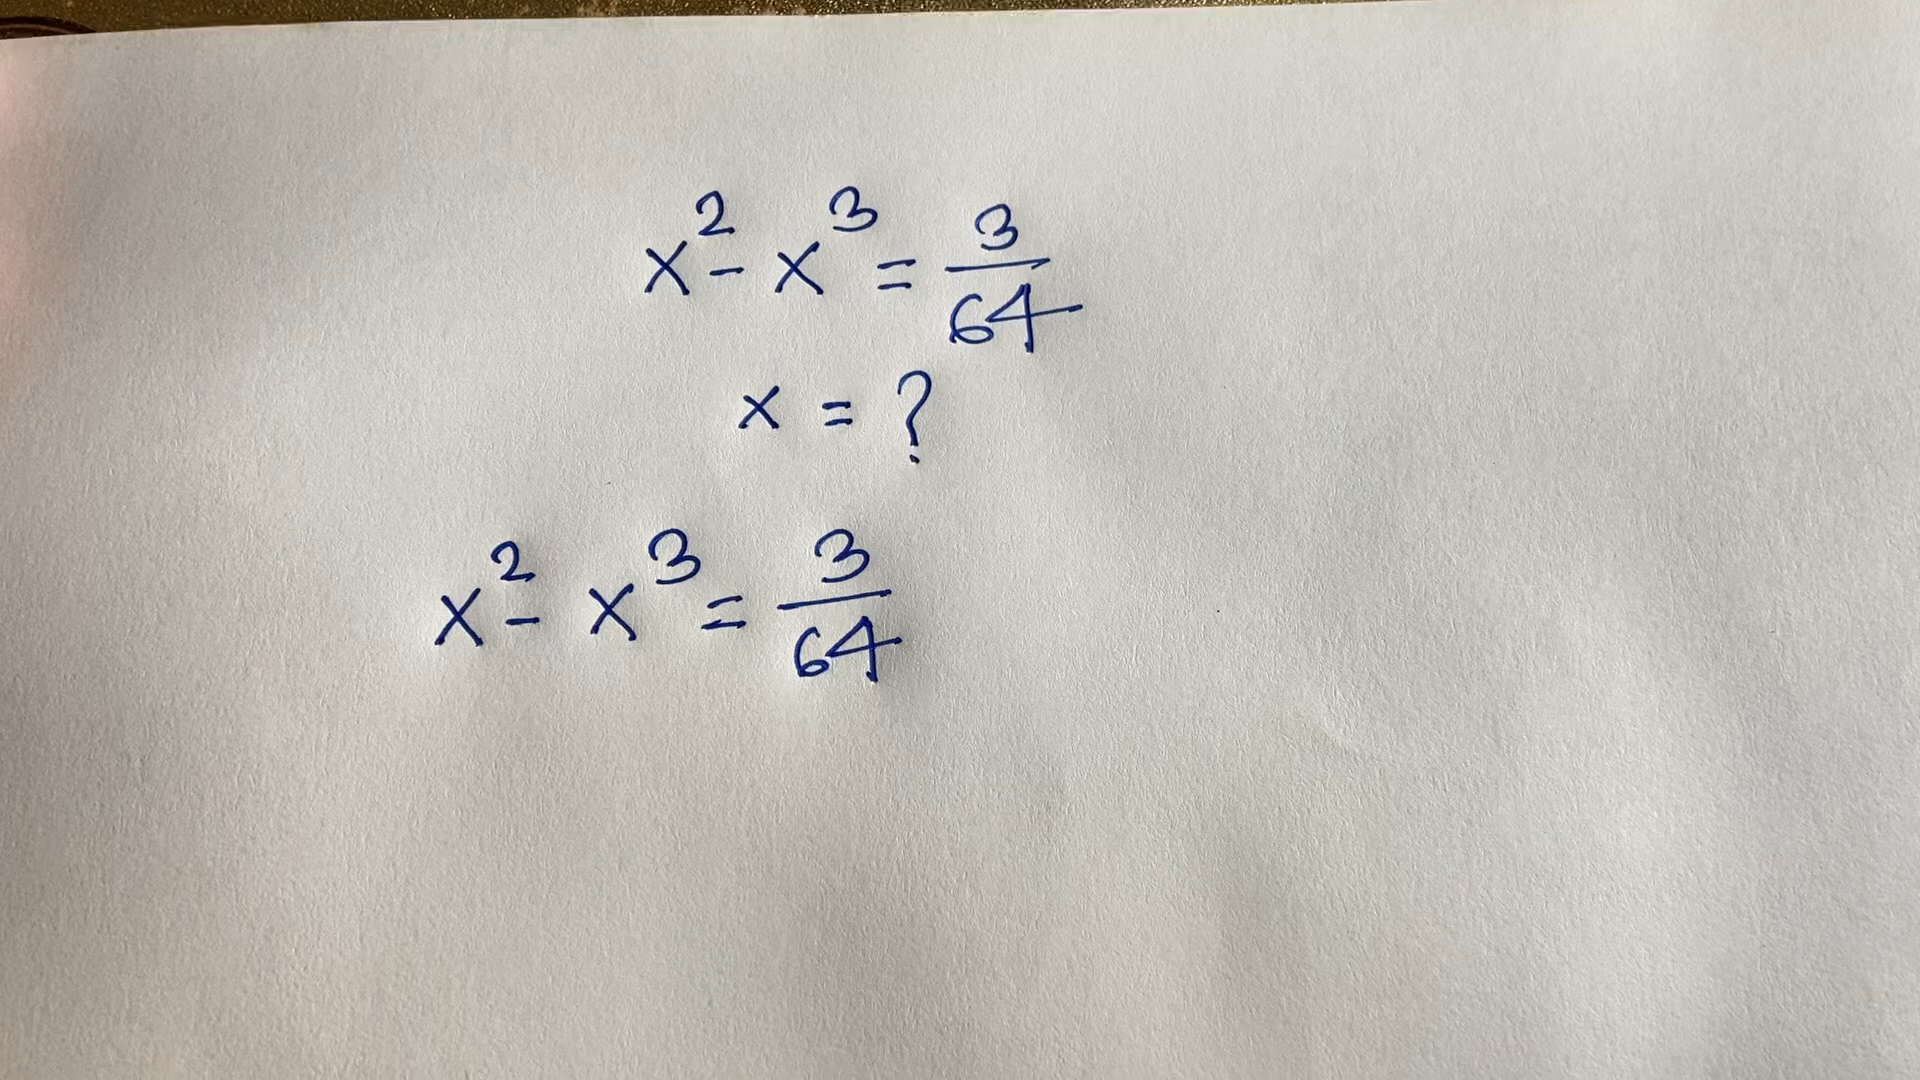 x² - x³ = 3/64
x = ?
x² - x³ = 3/64